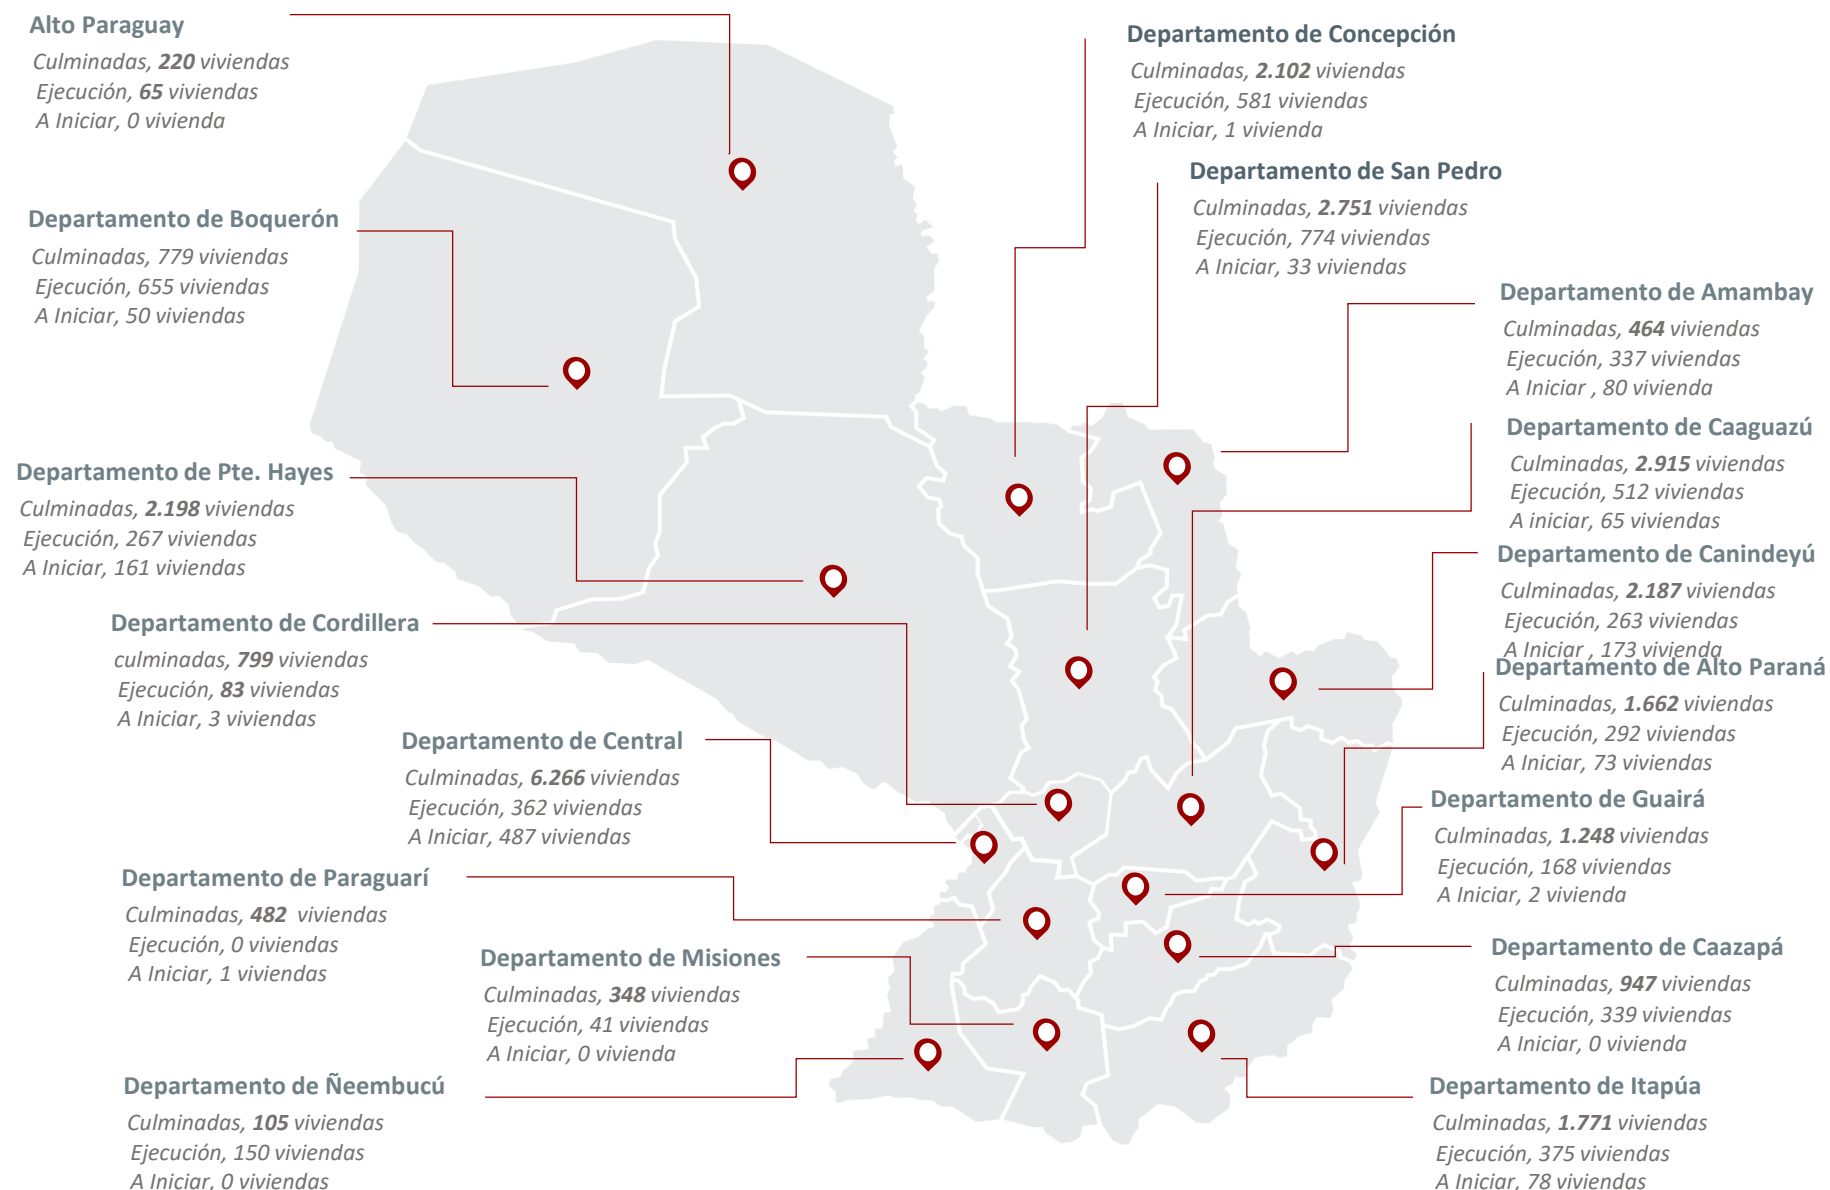 Alto Paraguay
Culminadas, 220 viviendas
Ejecución, 65 viviendas
A Iniciar, 0 vivienda
Departamento de Boquerón
Culminadas, 779 viviendas
Ejecución, 655 viviendas
A Iniciar, 50 viviendas
Departamento de Pte. Hayes
Culminadas, 2.198 viviendas
Ejecución, 267 viviendas
A Iniciar, 161 viviendas
Departamento de Cordillera
culminadas, 799 viviendas
Ejecución, 83 viviendas
A Iniciar, 3 viviendas
Departamento de Central
Culminadas, 6.266 viviendas
Ejecución, 362 viviendas
A Iniciar, 487 viviendas
Departamento de Paraguarí
Culminadas, 482 viviendas
Ejecución, 0 viviendas
A Iniciar, 1 viviendas
Departamento de Misiones
Culminadas, 348 viviendas
Ejecución, 41 viviendas
A Iniciar, 0 vivienda
Departamento de Ñeembucú
Culminadas, 105 viviendas
Ejecución, 150 viviendas
A Iniciar, 0 viviendas
Departamento de Concepción
Culminadas, 2.102 viviendas
Ejecución, 581 viviendas
A Iniciar, 1 vivienda
Departamento de San Pedro
Culminadas, 2.751 viviendas
Ejecución, 774 viviendas
A Iniciar, 33 viviendas
Departamento de Amambay
Culminadas, 464 viviendas
Ejecución, 337 viviendas
A Iniciar , 80 vivienda
Departamento de Caaguazú
Culminadas, 2.915 viviendas
Ejecución, 512 viviendas
A iniciar, 65 viviendas
Departamento de Canindeyú
Culminadas, 2.187 viviendas
Ejecución, 263 viviendas
A Iniciar , 173 vivienda
Departamento de Alto Paraná
Culminadas, 1.662 viviendas
Ejecución, 292 viviendas
A Iniciar, 73 viviendas
Departamento de Guairá
Culminadas, 1.248 viviendas
Ejecución, 168 viviendas
A Iniciar, 2 vivienda
Departamento de Caazapá
Culminadas, 947 viviendas
Ejecución, 339 viviendas
A Iniciar, 0 vivienda
Departamento de Itapúa
Culminadas, 1.771 viviendas
Ejecución, 375 viviendas
A Iniciar, 78 viviendas